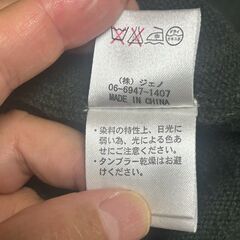 (株)ジェノ
06-6947-1407
MADE IN CHINA
・染料の特性上、日光に
弱い為、光による色あ
せにご注意ください。
・タンブラー乾燥はお避
けください。